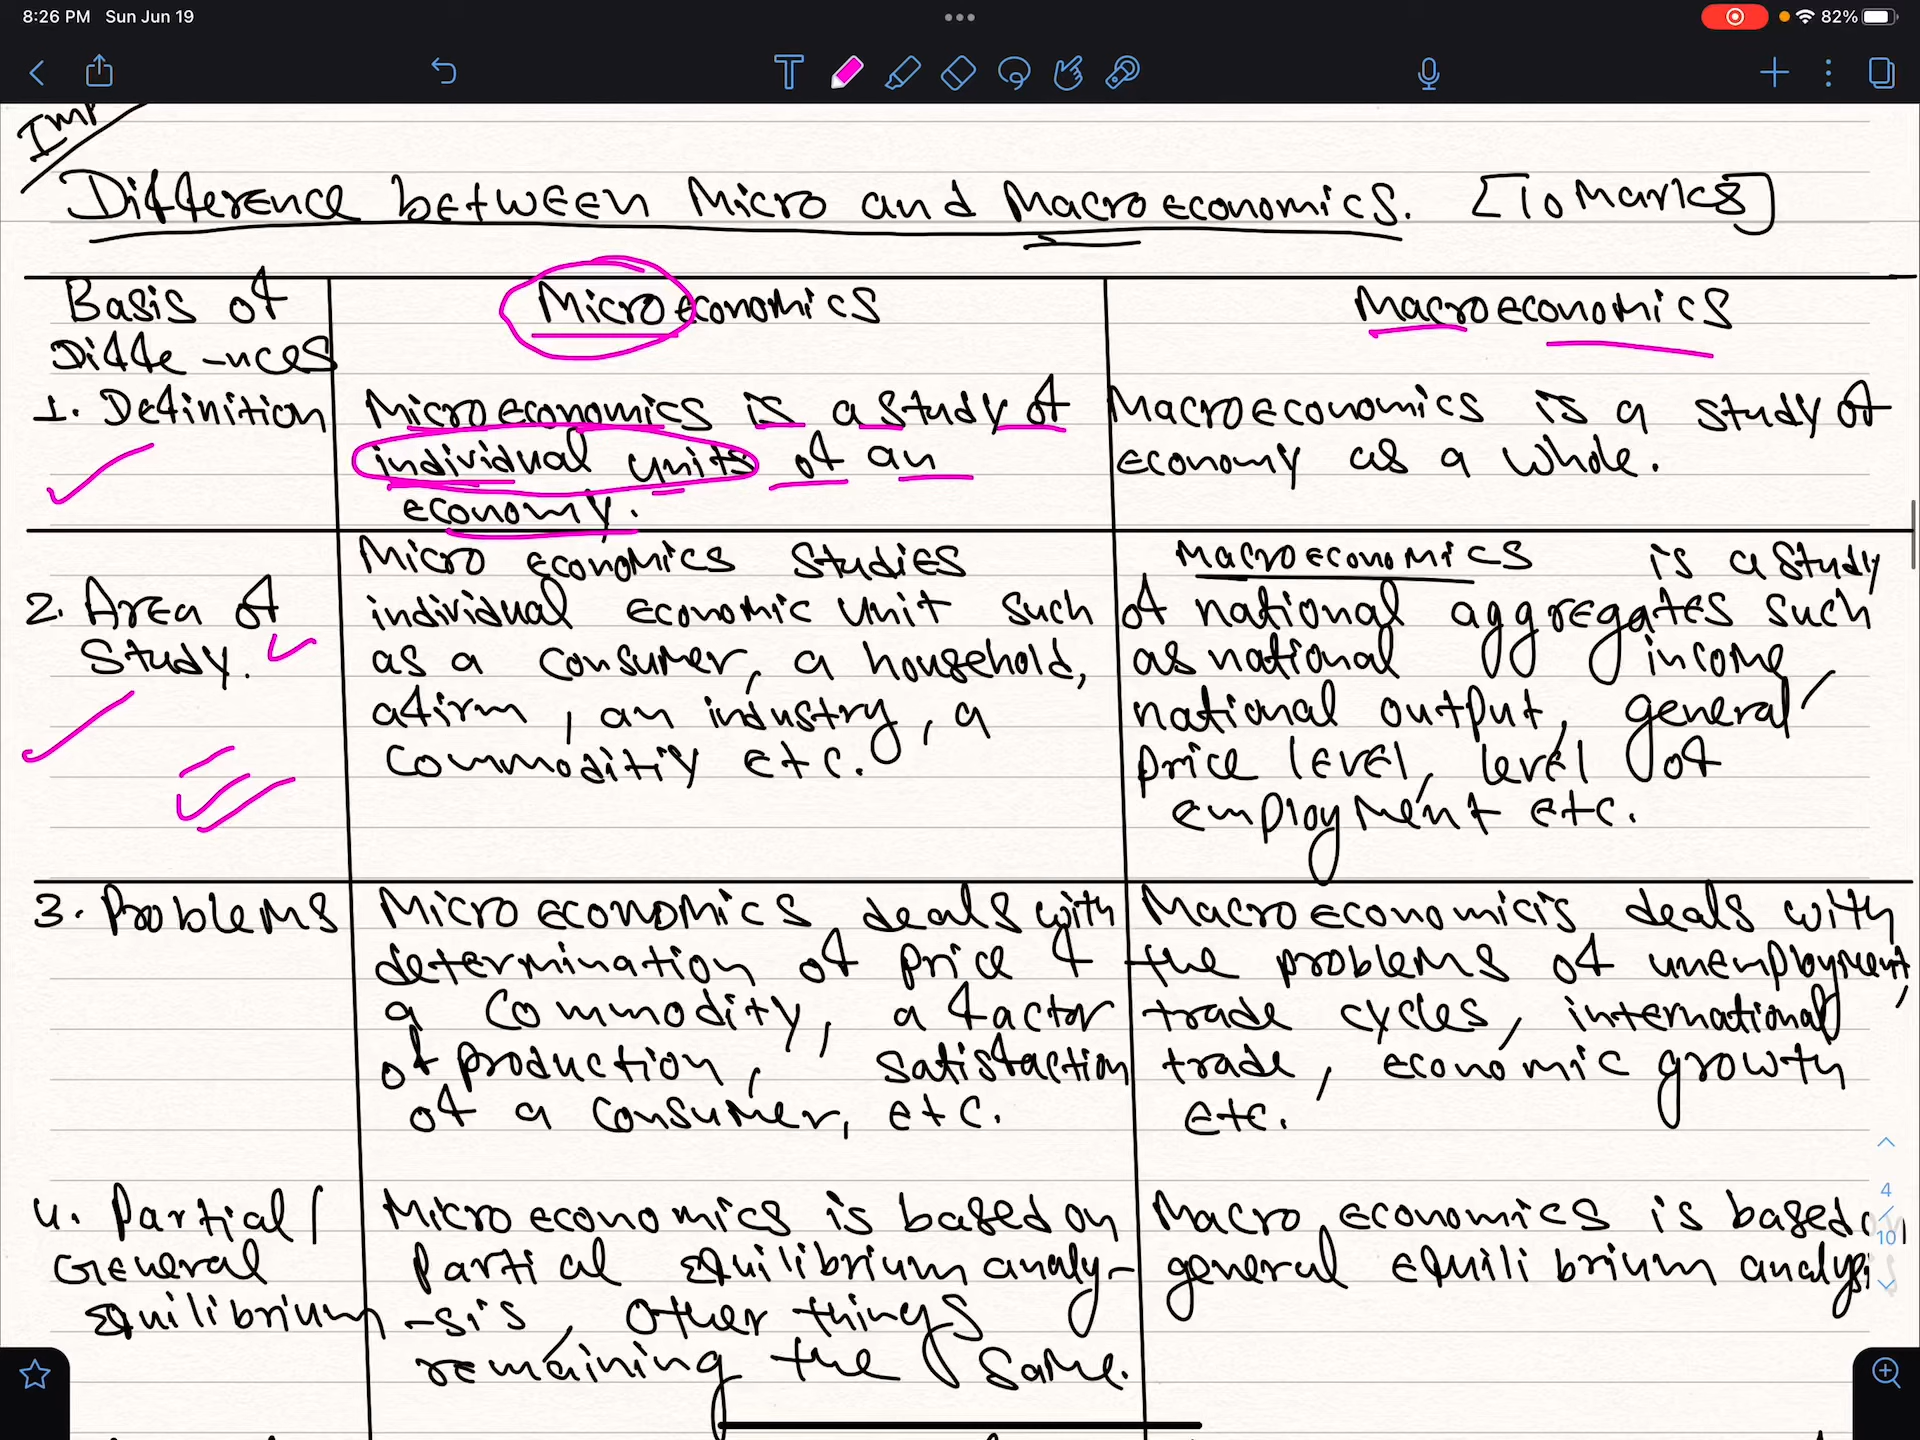 8:26 PM Sun Jun 19
82%
Imp
Difference between Micro and Macroeconomics. [10 Marks]
Basis of
Diffe-nces
Microeconomics
Macroeconomics
1. Definition
Microeconomics is a study of
individual units of an
economy.
Macroeconomics is a study of
economy as a whole.
2. Area of
Study.
Micro economics studies
individual economic unit such
as a consumer, a household,
a firm, an industry, a
commoditiy etc.
Macroeconomics is a study
of national aggregates such
as national income,
national output, general
price level, level of
employment etc.
3. Problems
Microeconomics deals with
determination of price of
a commodity, a factor
of production, satisfaction
of a consumer, etc.
Macroeconomicis deals with
the problems of unemployment,
trade cycles, international
trade, economic growth
etc.
4. Partial/
General
Equilibrium
Microeconomics is based on
partial equilibrium analy-
-sis, other things
remaining the same.
Macro economics is based on
general equilibrium analysis
4
10